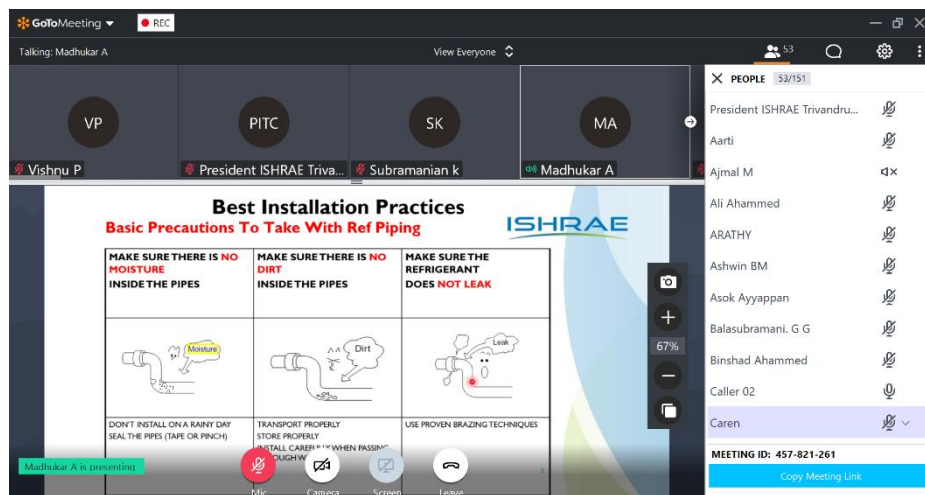 GoToMeeting
REC
Talking: Madhukar A
View Everyone
53
VP
PITC
SK
MA
Vishnu P
President ISHRAE Triva...
Subramanian k
Madhukar A
PEOPLE 53/151
President ISHRAE Trivandru...
Aarti
Ajmal M
Ali Ahammed
ARATHY
Ashwin BM
Asok Ayyappan
Balasubramani. G G
Binshad Ahammed
Caller 02
Caren
MEETING ID: 457-821-261
Copy Meeting Link
Best Installation Practices
Basic Precautions To Take With Ref Piping
ISHRAE
MAKE SURE THERE IS NO
MOISTURE
INSIDE THE PIPES
MAKE SURE THERE IS NO
DIRT
INSIDE THE PIPES
MAKE SURE THE
REFRIGERANT
DOES NOT LEAK
Moisture
Dirt
Leak
67%
DON'T INSTALL ON A RAINY DAY
SEAL THE PIPES (TAPE OR PINCH)
TRANSPORT PROPERLY
STORE PROPERLY
INSTALL CAREFULLY WHEN PASSING
USE PROVEN BRAZING TECHNIQUES
Madhukar A is presenting
Mic
Camera
Screen
Leave